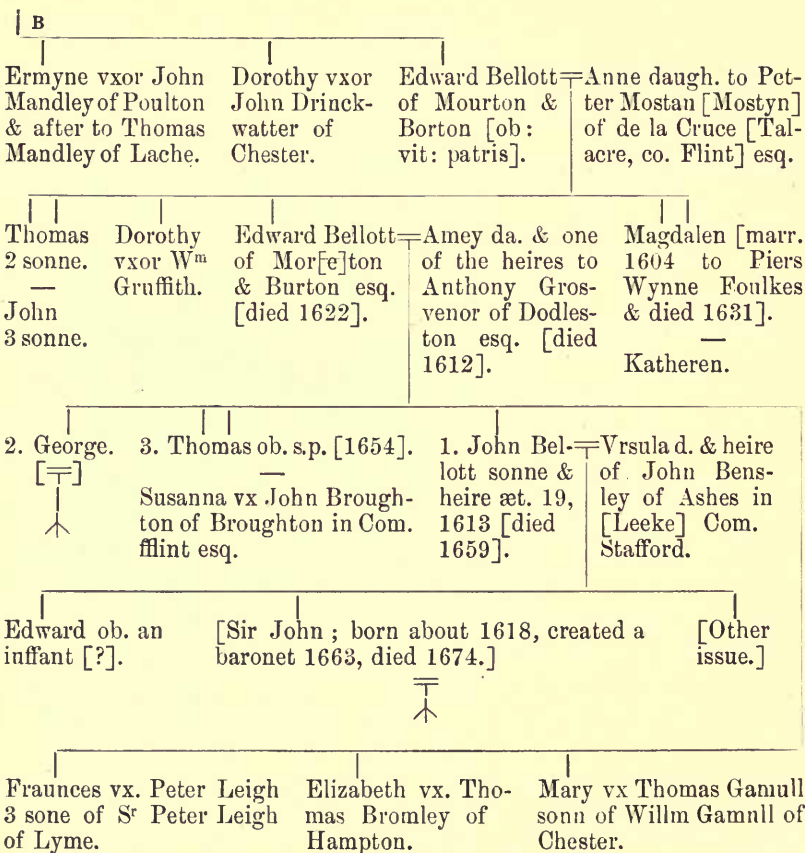 B
Ermyne vxor John
Mandley of Poulton
& after to Thomas
Mandley of Lache.
Dorothy vxor
John Drinck-
watter of
Chester.
Edward Bellott
of Mourton &
Borton [ob:
vit: patris].
Anne daugh. to Pet-
ter Mostan [Mostyn]
of de la Cruce [Tal-
acre, co. Flint] esq.
Thomas
2 sonne.
—
John
3 sonne.
Dorothy
vxor Wm
Gruffith.
Edward Bellott
of Mor[e]ton
& Burton esq.
[died 1622].
Amey da. & one
of the heires to
Anthony Gros-
venor of Dodles-
ton esq. [died
1612].
Magdalen [marr.
1604 to Piers
Wynne Foulkes
& died 1631].
—
Katheren.
2. George.
3. Thomas ob. s.p. [1654].
—
Susanna vx John Brough-
ton of Broughton in Com.
fflint esq.
1. John Bel-
lott sonne &
heire æt. 19,
1613 [died
1659].
Vrsula d. & heire
of John Bens-
ley of Ashes in
[Leeke] Com.
Stafford.
Edward ob. an
inffant [?].
[Sir John; born about 1618, created a
baronet 1663, died 1674.]
[Other
issue.]
Fraunces vx. Peter Leigh
3 sone of Sr Peter Leigh
of Lyme.
Elizabeth vx. Tho-
mas Bromley of
Hampton.
Mary vx Thomas Gamull
sonn of Willm Gamull of
Chester.